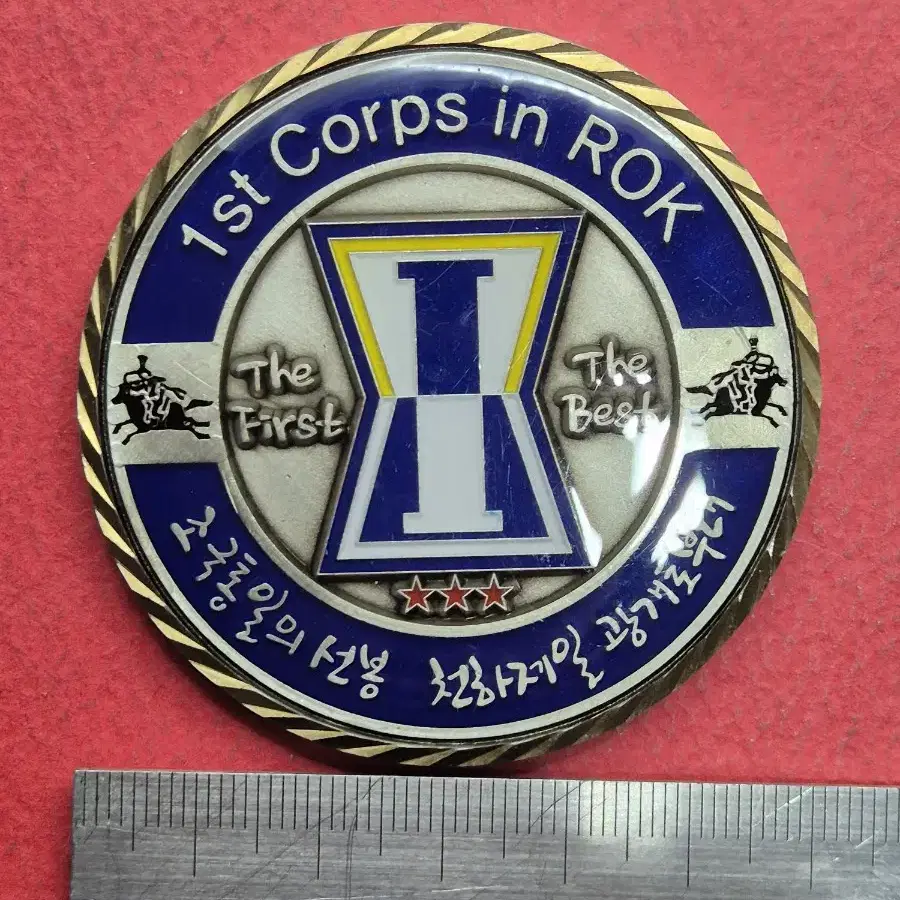 1st Corps in ROK
The
First
The
Best
I
조국통일의 선봉 천하제일 광개토부대